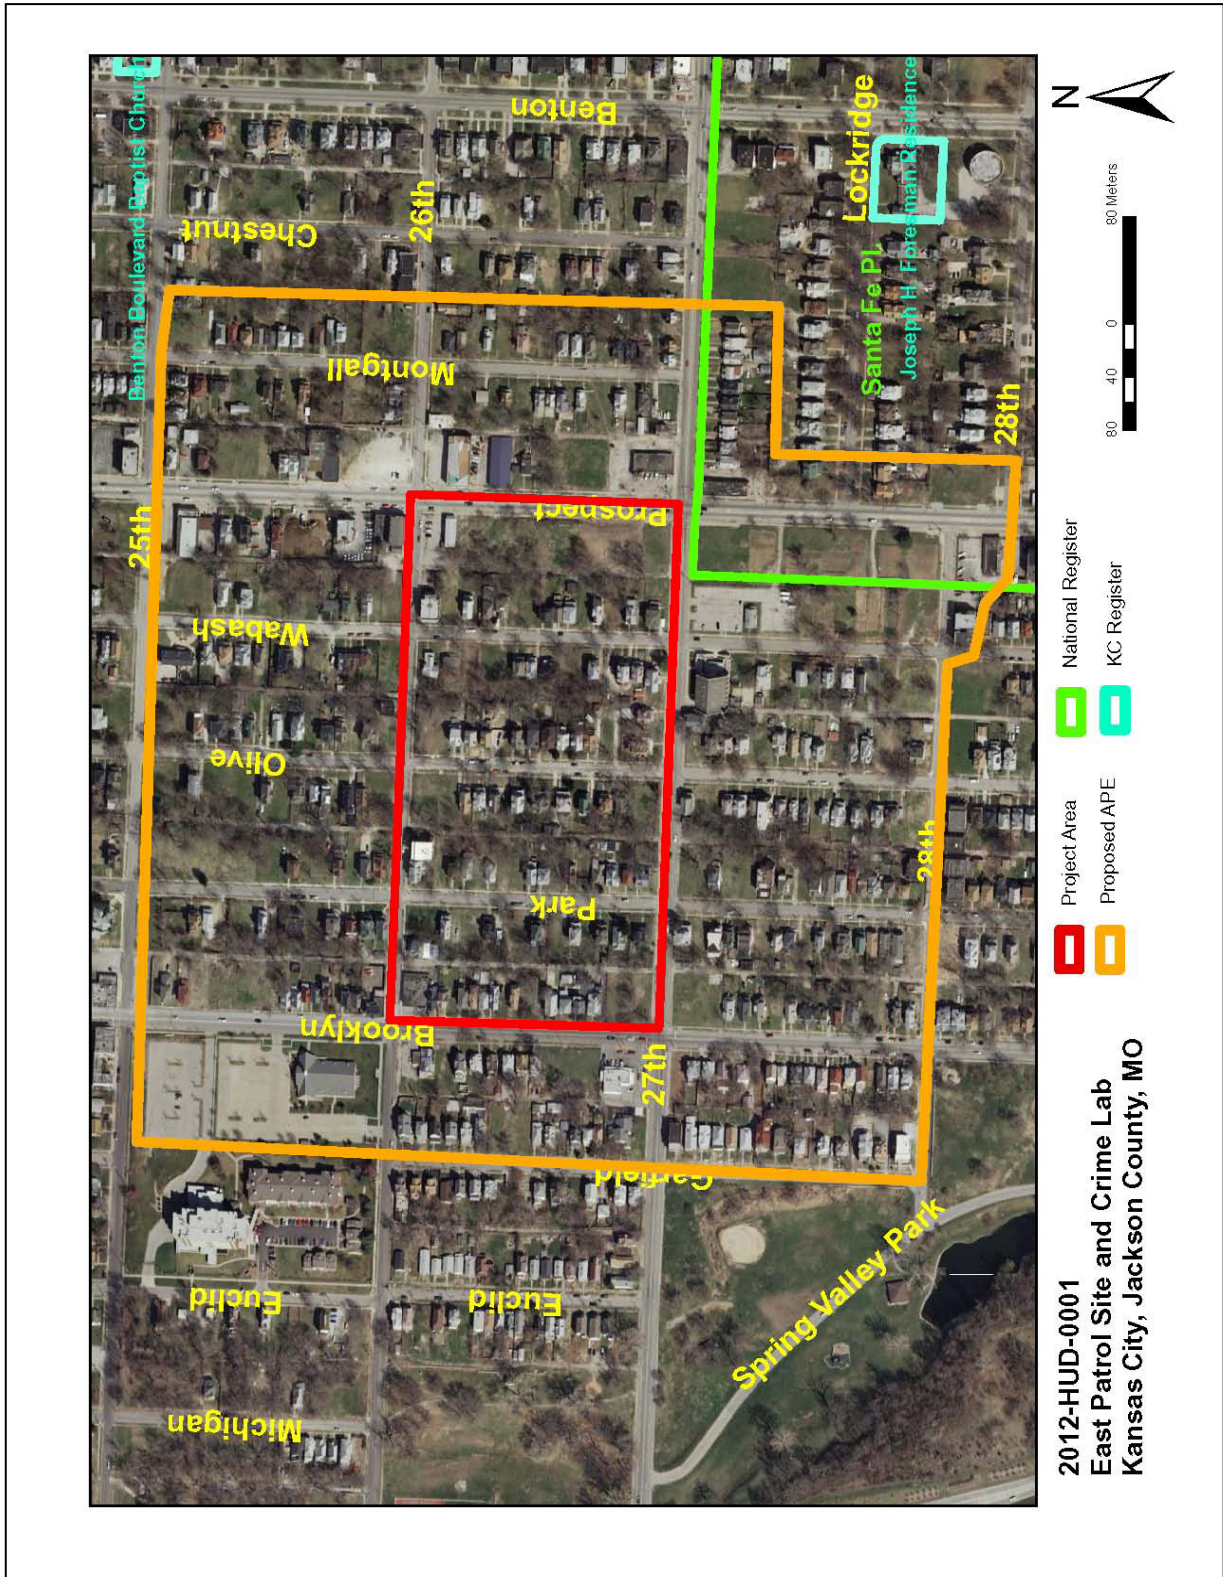 Benton Boulevard Baptist Church
25th
Benton
Chestnut
26th
Montgall
Prospect
Wabash
Olive
Park
Brooklyn
27th
Garfield
Euclid
Euclid
Michigan
Lockridge
Santa Fe Pl.
Joseph H. Foresman Residence
28th
28th
Spring Valley Park
2012-HUD-0001
East Patrol Site and Crime Lab
Kansas City, Jackson County, MO
Project Area
Proposed APE
National Register
KC Register
80 40 0 80 Meters
N